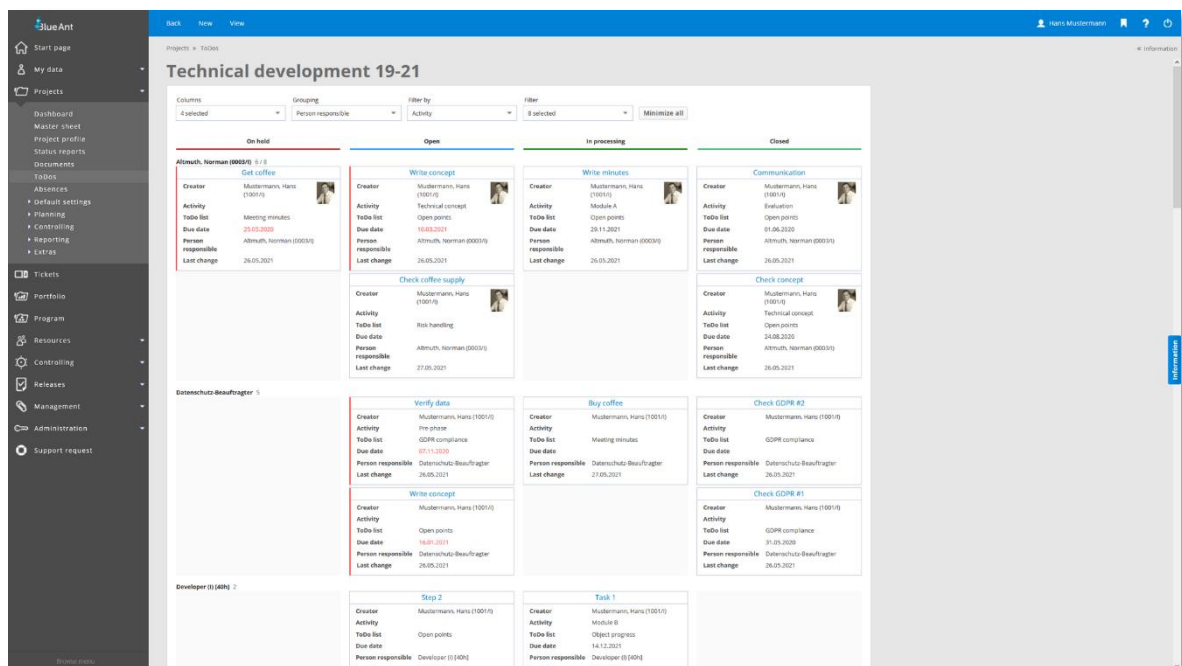 Blue Ant
Back New View
Hans Mustermann ?
Start page
My data
Projects
Dashboard
Master sheet
Project profile
Status reports
Documents
ToDos
Absences
Default settings
Planning
Controlling
Reporting
Extras
Tickets
Portfolio
Program
Resources
Controlling
Releases
Management
Administration
Support request
Browse menu
Projects » ToDos
« Information
Technical development 19-21
Columns Grouping Filter by Filter
4 selected Person responsible Activity 8 selected Minimize all
On hold Open In processing Closed
Altmuth, Norman (0003/I) 6 / 8
Get coffee
Creator Mustermann, Hans
(1001/I)
Activity
ToDo list Meeting minutes
Due date 25.05.2020
Person Altmuth, Norman (0003/I)
responsible
Last change 26.05.2021
Write concept
Creator Mustermann, Hans
(1001/I)
Activity Technical concept
ToDo list Open points
Due date 10.03.2021
Person Altmuth, Norman (0003/I)
responsible
Last change 26.05.2021
Write minutes
Creator Mustermann, Hans
(1001/I)
Activity Module A
ToDo list Open points
Due date 29.11.2021
Person Altmuth, Norman (0003/I)
responsible
Last change 26.05.2021
Communication
Creator Mustermann, Hans
(1001/I)
Activity Evaluation
ToDo list Open points
Due date 01.06.2020
Person Altmuth, Norman (0003/I)
responsible
Last change 26.05.2021
Check coffee supply
Creator Mustermann, Hans
(1001/I)
Activity
ToDo list Risk handling
Due date
Person Altmuth, Norman (0003/I)
responsible
Last change 27.05.2021
Check concept
Creator Mustermann, Hans
(1001/I)
Activity Technical concept
ToDo list Open points
Due date 24.08.2020
Person Altmuth, Norman (0003/I)
responsible
Last change 26.05.2021
Datenschutz-Beauftragter 5
Verify data
Creator Mustermann, Hans (1001/I)
Activity Pre-phase
ToDo list GDPR compliance
Due date 07.11.2020
Person responsible Datenschutz-Beauftragter
Last change 26.05.2021
Buy coffee
Creator Mustermann, Hans (1001/I)
Activity
ToDo list Meeting minutes
Due date
Person responsible Datenschutz-Beauftragter
Last change 27.05.2021
Check GDPR #2
Creator Mustermann, Hans (1001/I)
Activity
ToDo list GDPR compliance
Due date
Person responsible Datenschutz-Beauftragter
Last change 26.05.2021
Write concept
Creator Mustermann, Hans (1001/I)
Activity
ToDo list Open points
Due date 16.01.2021
Person responsible Datenschutz-Beauftragter
Last change 26.05.2021
Check GDPR #1
Creator Mustermann, Hans (1001/I)
Activity
ToDo list GDPR compliance
Due date 31.05.2020
Person responsible Datenschutz-Beauftragter
Last change 26.05.2021
Developer (I) [40h] 2
Step 2
Creator Mustermann, Hans (1001/I)
Activity
ToDo list Open points
Due date
Person responsible Developer (I) [40h]
Task 1
Creator Mustermann, Hans (1001/I)
Activity Module B
ToDo list Object progress
Due date 14.12.2021
Person responsible Developer (I) [40h]
Information